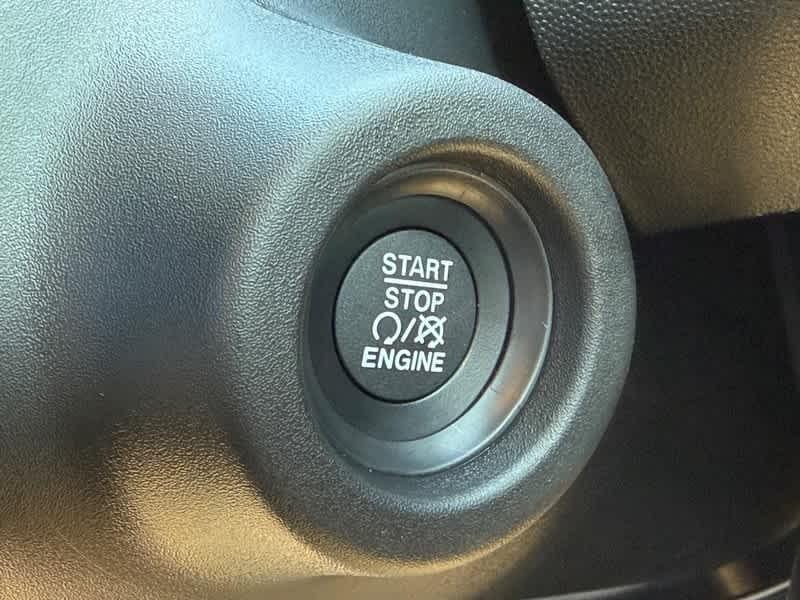 START
STOP
/
ENGINE